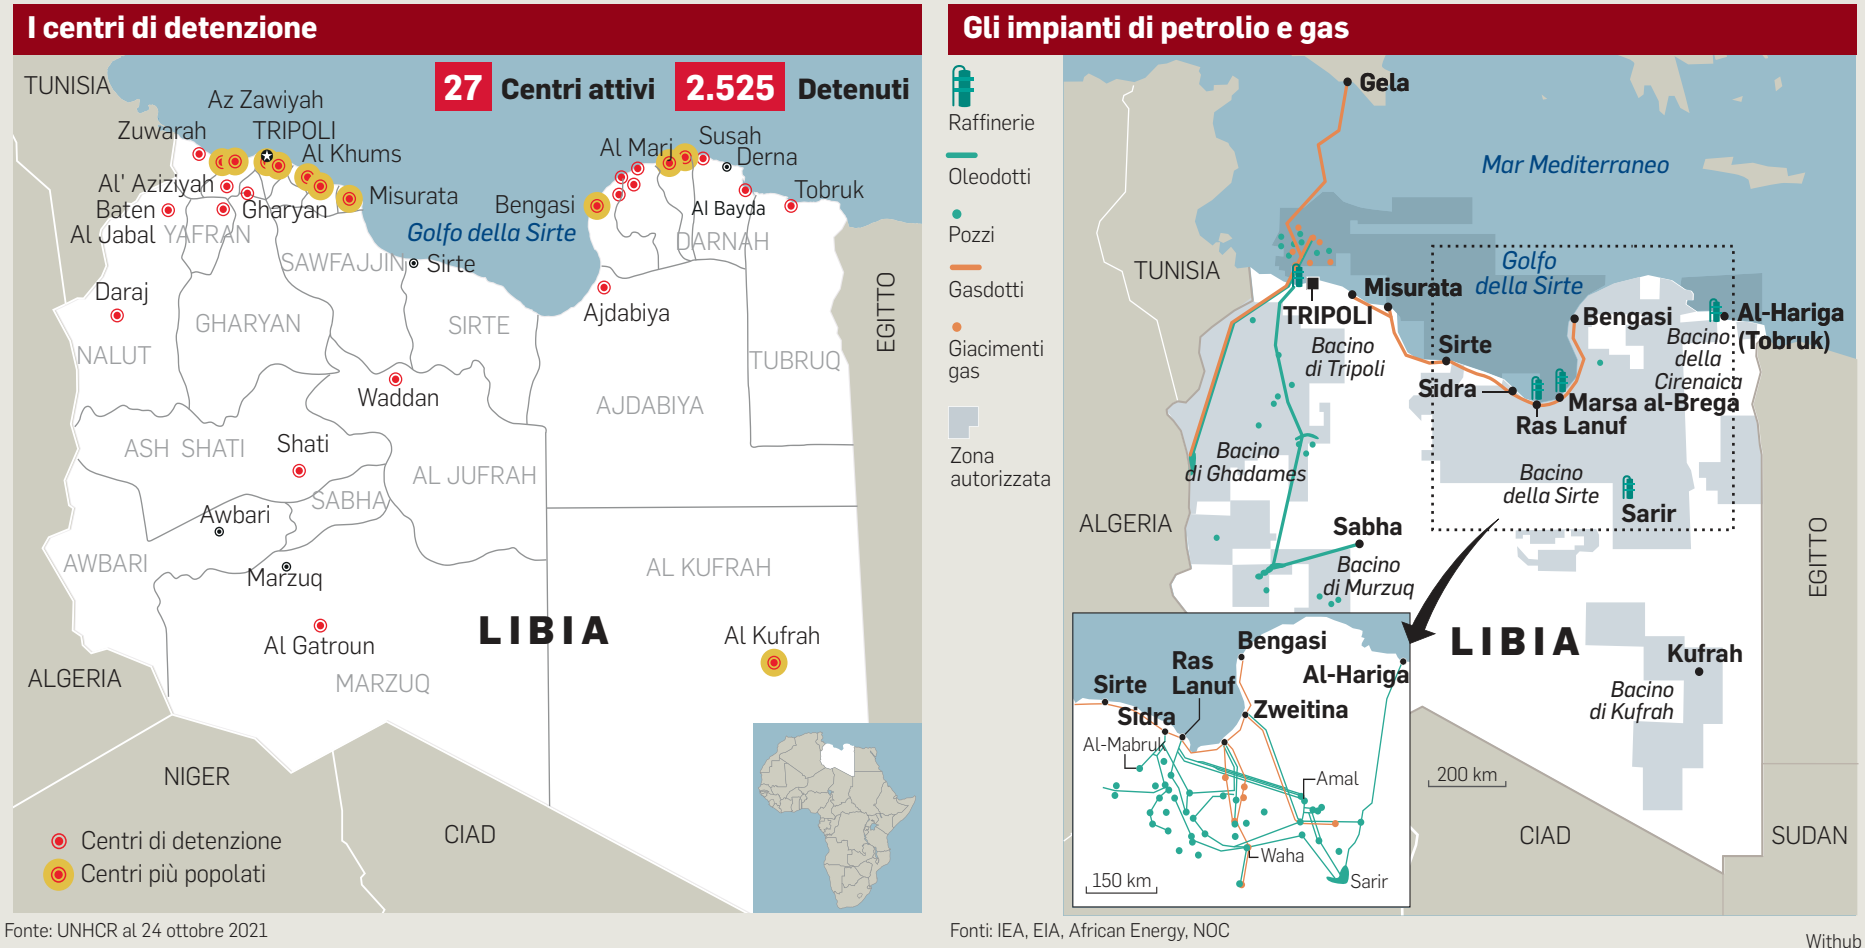 I centri di detenzione
27 Centri attivi 2.525 Detenuti
TUNISIA
Az Zawiyah
Zuwarah
TRIPOLI
Al Khums
Al' Aziziyah
Baten
Al Jabal
YAFRAN
Gharyan
Misurata
Bengasi
Al Marj
Susah
Derna
Al Bayda
Tobruk
Golfo della Sirte
DARNAH
SAWFAJJIN
Sirte
Daraj
GHARYAN
SIRTE
Ajdabiya
EGITTO
NALUT
TUBRUQ
Waddan
AJDABIYA
ASH SHATI
Shati
SABHA
AL JUFRAH
Awbari
AWBARI
Marzuq
AL KUFRAH
LIBIA
Al Gatroun
Al Kufrah
ALGERIA
MARZUQ
NIGER
CIAD
Centri di detenzione
Centri più popolati
Fonte: UNHCR al 24 ottobre 2021
Gli impianti di petrolio e gas
Raffinerie
Oleodotti
Pozzi
Gasdotti
Giacimenti
gas
Zona
autorizzata
Gela
Mar Mediterraneo
TUNISIA
Golfo
della Sirte
Misurata
TRIPOLI
Bengasi
Al-Hariga
(Tobruk)
Bacino
di Tripoli
Sirte
Bacino
della
Cirenaica
Sidra
Marsa al-Brega
Ras Lanuf
Bacino
di Ghadames
Bacino
della Sirte
Sarir
ALGERIA
Sabha
Bacino
di Murzuq
EGITTO
LIBIA
Kufrah
Bacino
di Kufrah
Bengasi
Ras
Lanuf
Al-Hariga
Sirte
Sidra
Zweitina
Al-Mabruk
Amal
Waha
Sarir
150 km
200 km
CIAD
SUDAN
Fonti: IEA, EIA, African Energy, NOC
Withub